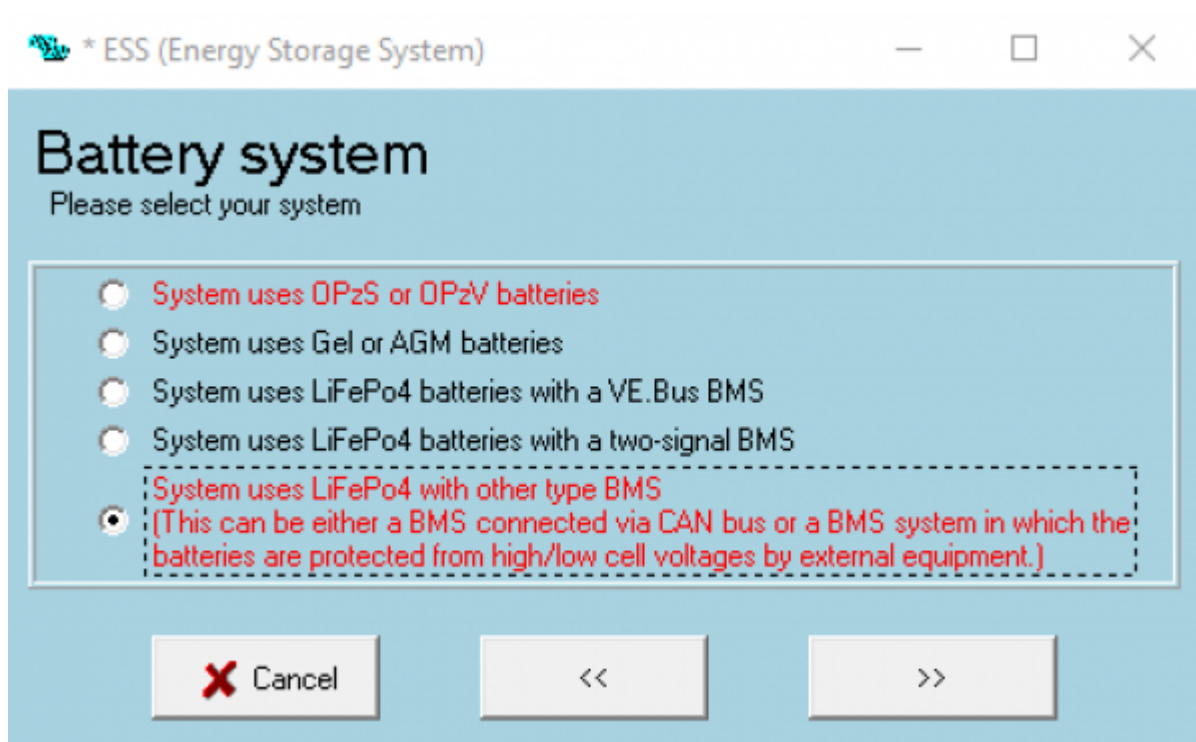 * ESS (Energy Storage System)
Battery system
Please select your system
System uses OPzS or OPzV batteries
System uses Gel or AGM batteries
System uses LiFePo4 batteries with a VE.Bus BMS
System uses LiFePo4 batteries with a two-signal BMS
System uses LiFePo4 with other type BMS
(This can be either a BMS connected via CAN bus or a BMS system in which the
batteries are protected from high/low cell voltages by external equipment.)
Cancel
<<
>>